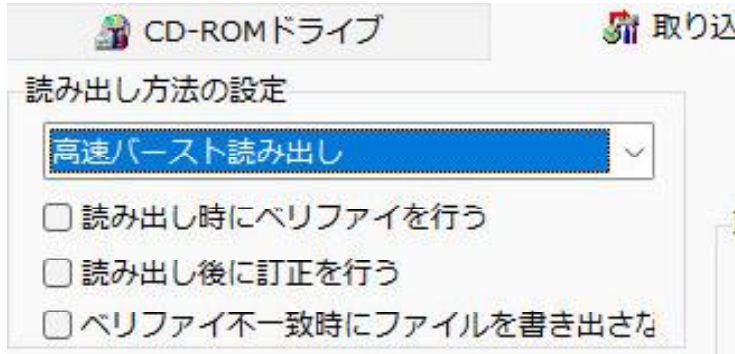 CD-ROMドライブ
取り込
読み出し方法の設定
高速バースト読み出し
読み出し時にベリファイを行う
読み出し後に訂正を行う
ベリファイ不一致時にファイルを書き出さな